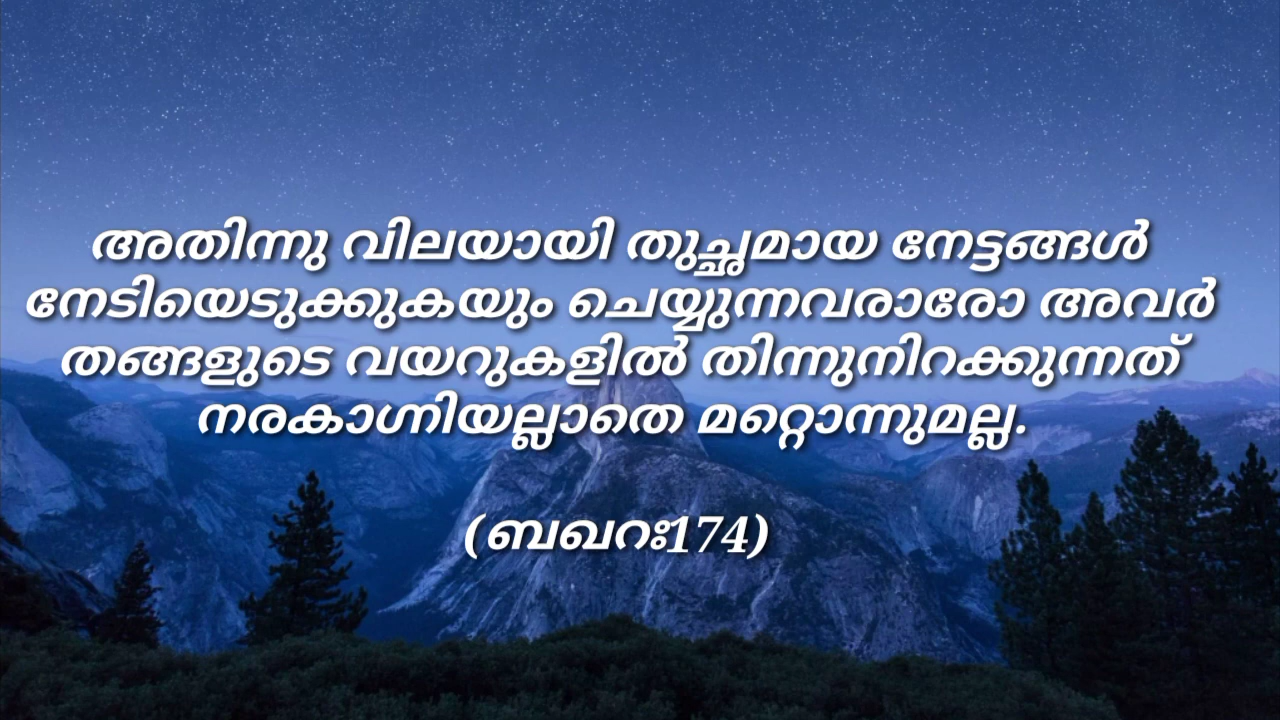 അതിന്നു വിലയായി തുച്ഛമായ നേട്ടങ്ങൾ
നേടിയെടുക്കുകയും ചെയ്യുന്നവരാരോ അവർ
തങ്ങളുടെ വയറുകളിൽ തിന്നുനിറക്കുന്നത്
നരകാഗ്നിയല്ലാതെ മറ്റൊന്നുമല്ല.
(ബഖറഃ174)